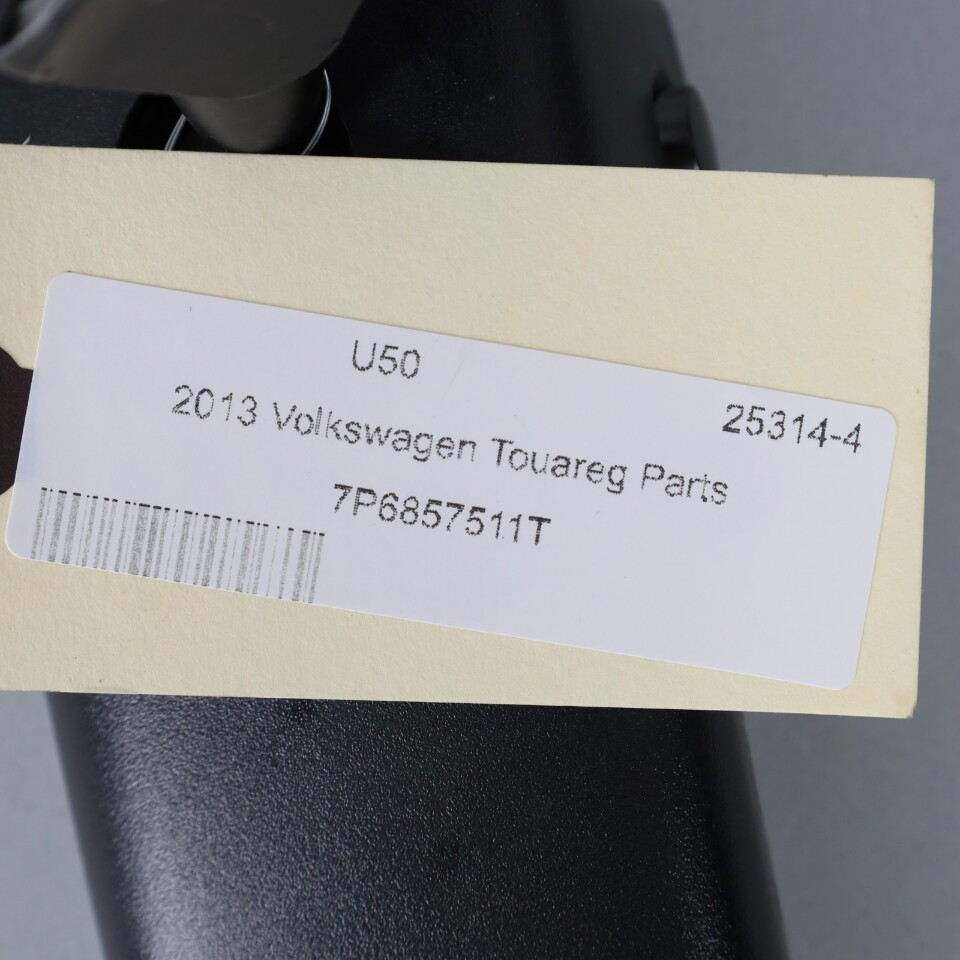 U50
25314-4
2013 Volkswagen Touareg Parts
7P6857511T